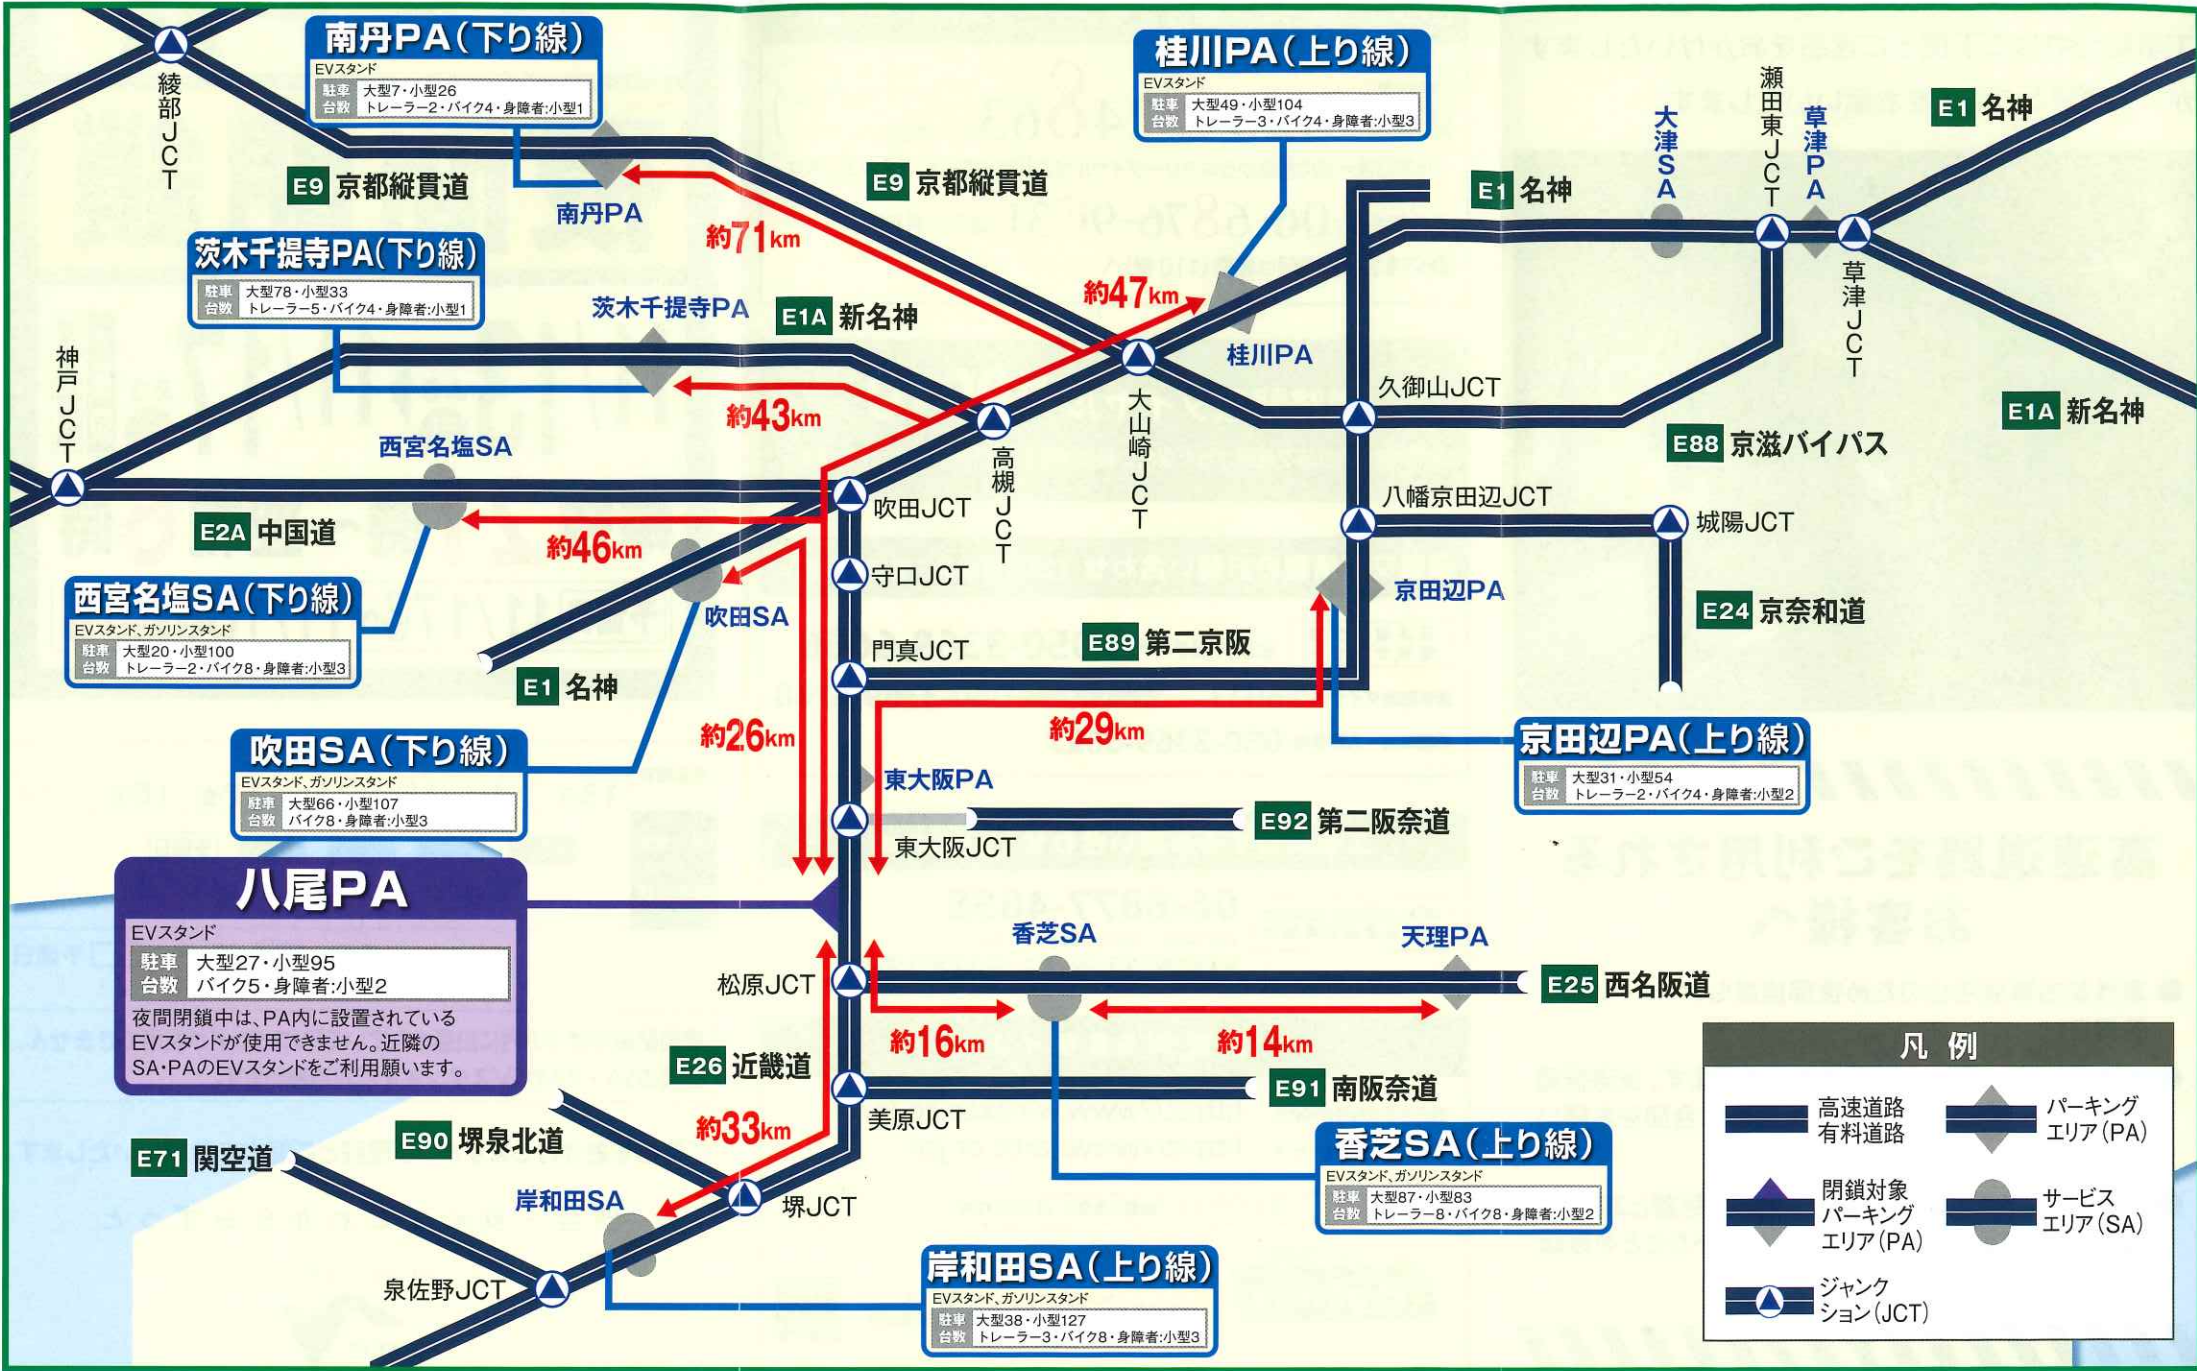 南丹PA(下り線)
EVスタンド
駐車台数
大型7・小型26
トレーラー2・バイク4・身障者:小型1
桂川PA(上り線)
EVスタンド
駐車台数
大型49・小型104
トレーラー3・バイク4・身障者:小型3
綾部JCT
E9 京都縦貫道
南丹PA
E9 京都縦貫道
約71km
E1 名神
大津SA
瀬田東JCT
草津PA
草津JCT
E1 名神
E1A 新名神
茨木千提寺PA(下り線)
駐車台数
大型78・小型33
トレーラー5・バイク4・身障者:小型1
茨木千提寺PA
E1A 新名神
約47km
桂川PA
約43km
神戸JCT
西宮名塩SA
高槻JCT
大山崎JCT
久御山JCT
E88 京滋バイパス
E2A 中国道
約46km
吹田JCT
八幡京田辺JCT
城陽JCT
守口JCT
西宮名塩SA(下り線)
EVスタンド、ガソリンスタンド
駐車台数
大型20・小型100
トレーラー2・バイク8・身障者:小型3
吹田SA
京田辺PA
E24 京奈和道
E1 名神
門真JCT
E89 第二京阪
約26km
約29km
吹田SA(下り線)
EVスタンド、ガソリンスタンド
駐車台数
大型66・小型107
バイク8・身障者:小型3
京田辺PA(上り線)
駐車台数
大型31・小型54
トレーラー2・バイク4・身障者:小型2
東大阪PA
E92 第二阪奈道
東大阪JCT
八尾PA
EVスタンド
駐車台数
大型27・小型95
バイク5・身障者:小型2
夜間閉鎖中は、PA内に設置されている
EVスタンドが使用できません。近隣の
SA・PAのEVスタンドをご利用願います。
香芝SA
天理PA
松原JCT
E25 西名阪道
約16km
約14km
E26 近畿道
E91 南阪奈道
美原JCT
約33km
E90 堺泉北道
E71 関空道
岸和田SA
堺JCT
泉佐野JCT
香芝SA(上り線)
EVスタンド、ガソリンスタンド
駐車台数
大型87・小型83
トレーラー8・バイク8・身障者:小型2
岸和田SA(上り線)
EVスタンド、ガソリンスタンド
駐車台数
大型38・小型127
トレーラー3・バイク8・身障者:小型3
凡例
高速道路
有料道路
パーキング
エリア(PA)
閉鎖対象
パーキング
エリア(PA)
サービス
エリア(SA)
ジャンク
ション(JCT)